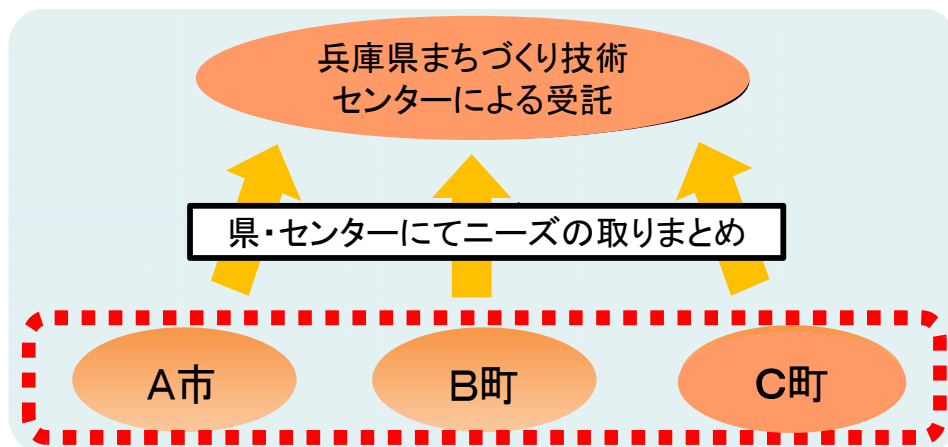 兵庫県まちづくり技術
センターによる受託
県・センターにてニーズの取りまとめ
A市
B町
C町